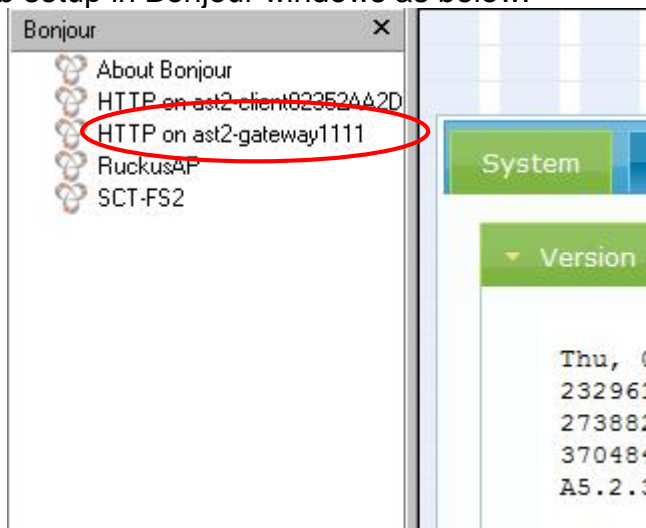 Bonjour
About Bonjour
HTTP on ast2-client02352AA2D
HTTP on ast2-gateway1111
RuckusAP
SCT-FS2
System
Version
Thu,
232961
273882
370484
A5.2.3